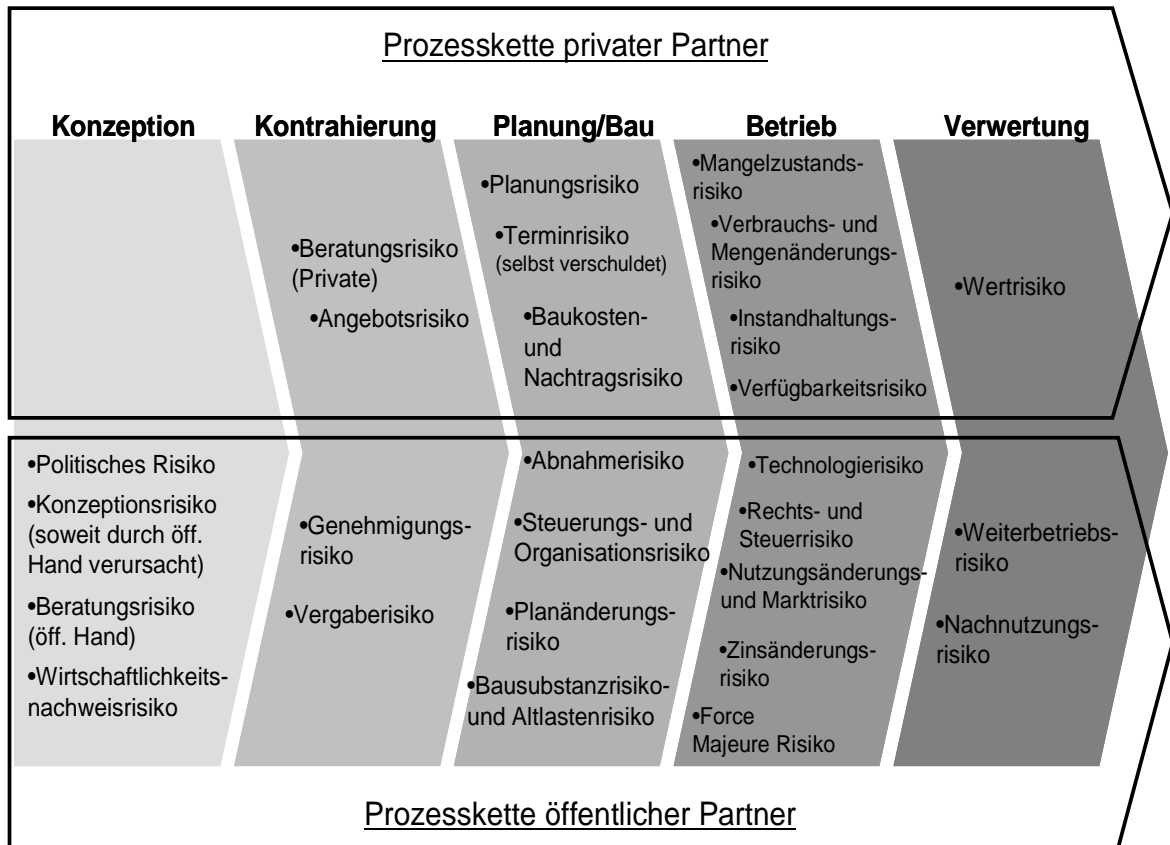 Prozesskette privater Partner
Konzeption
Kontrahierung
Planung/Bau
Betrieb
Verwertung
•Beratungsrisiko
(Private)
•Angebotsrisiko
•Planungsrisiko
•Terminrisiko
(selbst verschuldet)
•Baukosten-
und
Nachtragsrisiko
•Mangelzustands-
risiko
•Verbrauchs- und
Mengenänderungs-
risiko
•Instandhaltungs-
risiko
•Verfügbarkeitsrisiko
•Wertrisiko
•Politisches Risiko
•Konzeptionsrisiko
(soweit durch öff.
Hand verursacht)
•Beratungsrisiko
(öff. Hand)
•Wirtschaftlichkeits-
nachweisrisiko
•Genehmigungs-
risiko
•Vergaberisiko
•Abnahmerisiko
•Steuerungs- und
Organisationsrisiko
•Planänderungs-
risiko
•Bausubstanzrisiko-
und Altlastenrisiko
•Technologierisiko
•Rechts- und
Steuerrisiko
•Nutzungsänderungs-
und Marktrisiko
•Zinsänderungs-
risiko
•Force
Majeure Risiko
•Weiterbetriebs-
risiko
•Nachnutzungs-
risiko
Prozesskette öffentlicher Partner